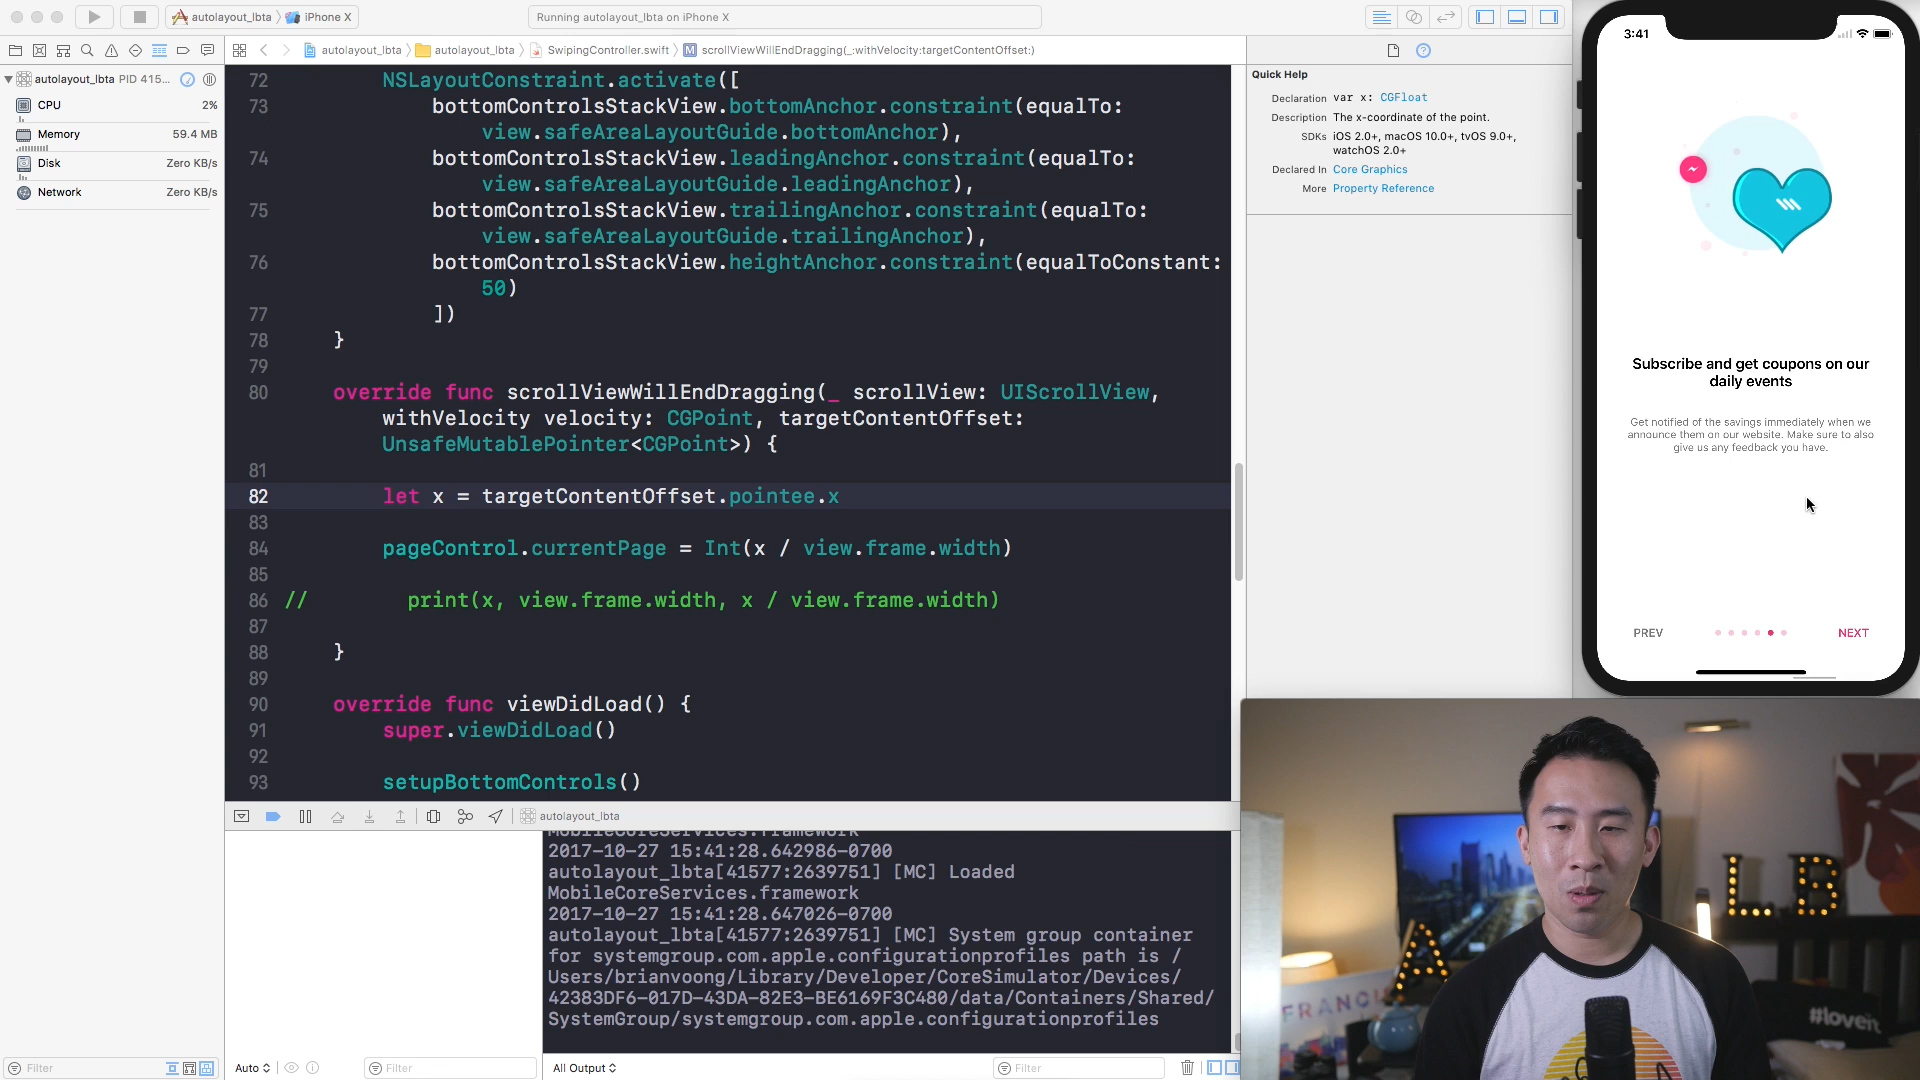 autolayout_lbta
iPhone X
Running autolayout_lbta on iPhone X
autolayout_lbta
autolayout_lbta
SwipingController.swift
M
scrollViewWillEndDragging(_:withVelocity:targetContentOffset:)
autolayout_lbta PID 415...
CPU 2%
Memory 59.4 MB
Disk Zero KB/s
Network Zero KB/s
72 NSLayoutConstraint.activate([
73 bottomControlsStackView.bottomAnchor.constraint(equalTo:
view.safeAreaLayoutGuide.bottomAnchor),
74 bottomControlsStackView.leadingAnchor.constraint(equalTo:
view.safeAreaLayoutGuide.leadingAnchor),
75 bottomControlsStackView.trailingAnchor.constraint(equalTo:
view.safeAreaLayoutGuide.trailingAnchor),
76 bottomControlsStackView.heightAnchor.constraint(equalToConstant:
50)
77 ])
78 }
79
80 override func scrollViewWillEndDragging(_ scrollView: UIScrollView,
withVelocity velocity: CGPoint, targetContentOffset:
UnsafeMutablePointer<CGPoint>) {
81
82 let x = targetContentOffset.pointee.x
83
84 pageControl.currentPage = Int(x / view.frame.width)
85
86 // print(x, view.frame.width, x / view.frame.width)
87
88 }
89
90 override func viewDidLoad() {
91 super.viewDidLoad()
92
93 setupBottomControls()
autolayout_lbta
MobileCoreServices.framework
2017-10-27 15:41:28.642986-0700
autolayout_lbta[41577:2639751] [MC] Loaded
MobileCoreServices.framework
2017-10-27 15:41:28.647026-0700
autolayout_lbta[41577:2639751] [MC] System group container
for systemgroup.com.apple.configurationprofiles path is /
Users/brianvoong/Library/Developer/CoreSimulator/Devices/
42383DF6-017D-43DA-82E3-BE6169F3C480/data/Containers/Shared/
SystemGroup/systemgroup.com.apple.configurationprofiles
Filter
Auto
Filter
All Output
Filter
Quick Help
Declaration var x: CGFloat
Description The x-coordinate of the point.
SDKs iOS 2.0+, macOS 10.0+, tvOS 9.0+,
watchOS 2.0+
Declared In Core Graphics
More Property Reference
3:41
Subscribe and get coupons on our
daily events
Get notified of the savings immediately when we
announce them on our website. Make sure to also
give us any feedback you have.
PREV
NEXT
L B
A
#loveit